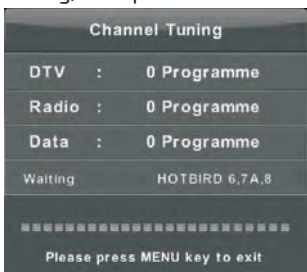 Channel Tuning
DTV : 0 Programme
Radio : 0 Programme
Data : 0 Programme
Waiting HOTBIRD 6,7A,8
Please press MENU key to exit